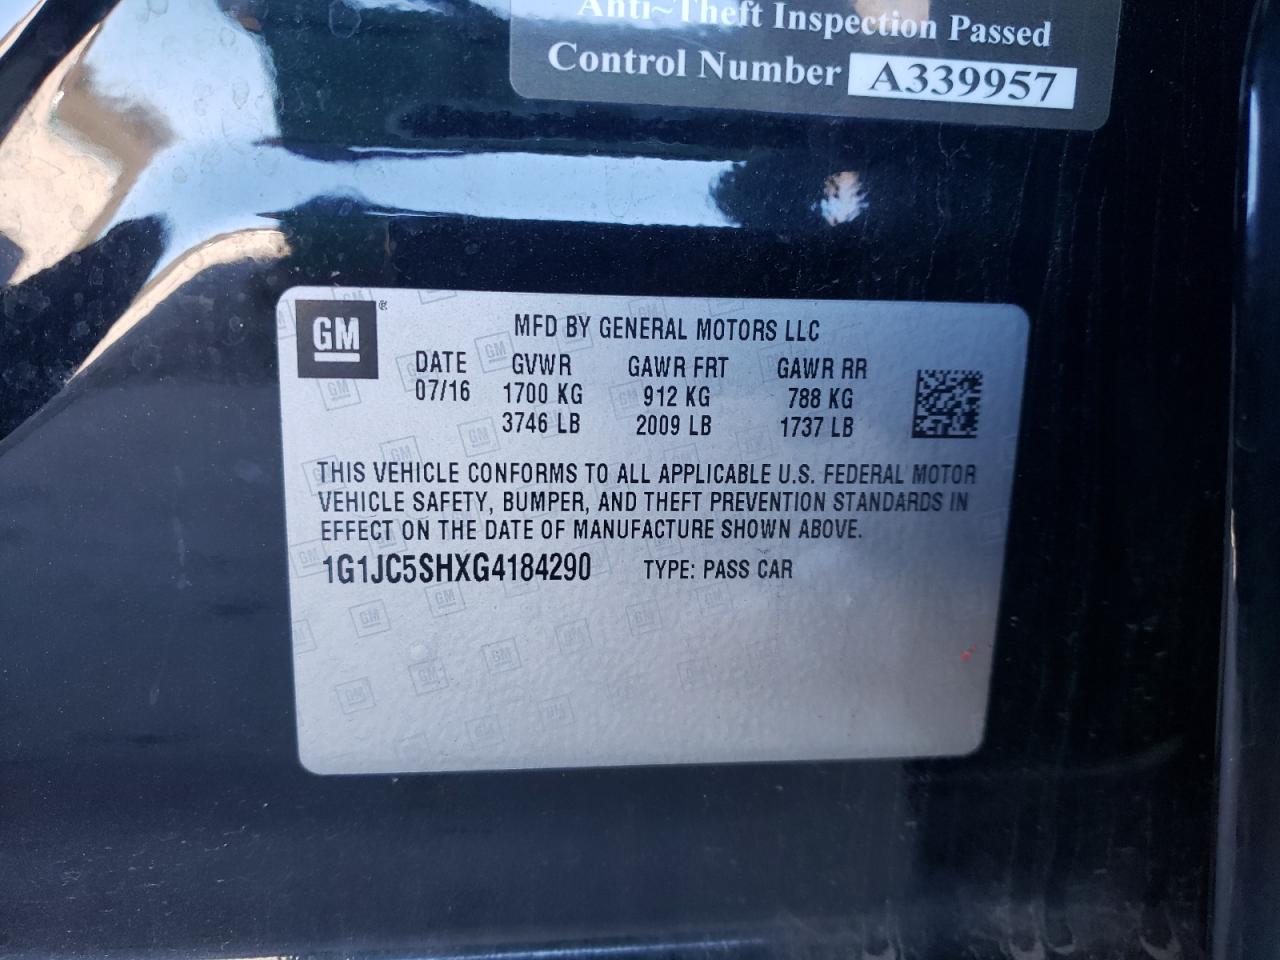 Anti~Theft Inspection Passed
Control Number A339957
GM ®
MFD BY GENERAL MOTORS LLC
DATE GVWR GAWR FRT GAWR RR
07/16 1700 KG 912 KG 788 KG
3746 LB 2009 LB 1737 LB
THIS VEHICLE CONFORMS TO ALL APPLICABLE U.S. FEDERAL MOTOR
VEHICLE SAFETY, BUMPER, AND THEFT PREVENTION STANDARDS IN
EFFECT ON THE DATE OF MANUFACTURE SHOWN ABOVE.
1G1JC5SHXG4184290 TYPE: PASS CAR